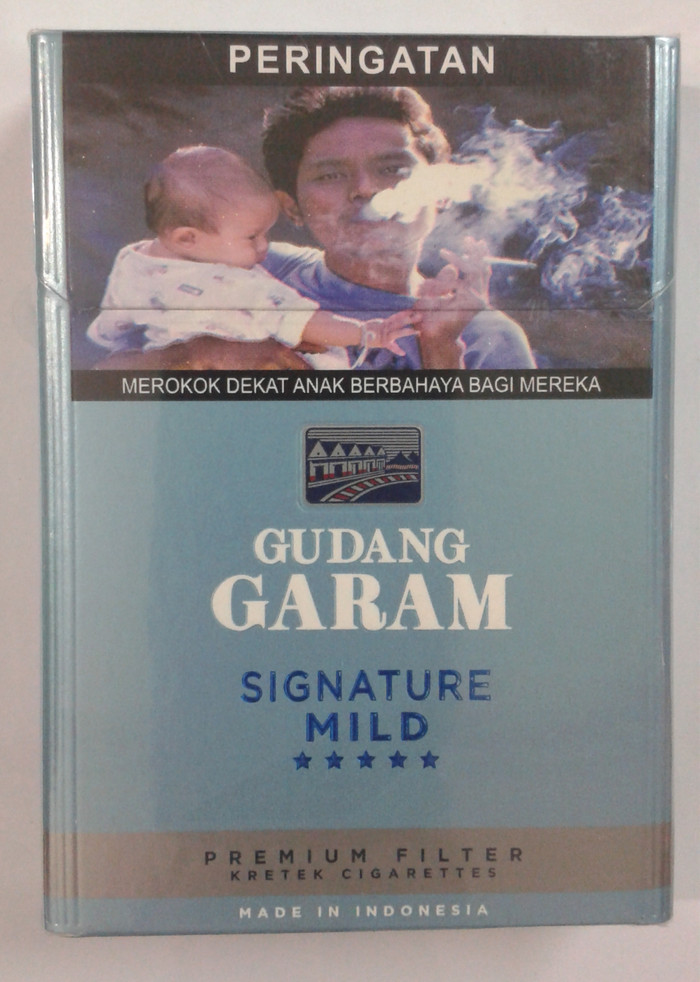 PERINGATAN
MEROKOK DEKAT ANAK BERBAHAYA BAGI MEREKA
GUDANG
GARAM
SIGNATURE
MILD
PREMIUM FILTER
KRETEK CIGARETTES
MADE IN INDONESIA